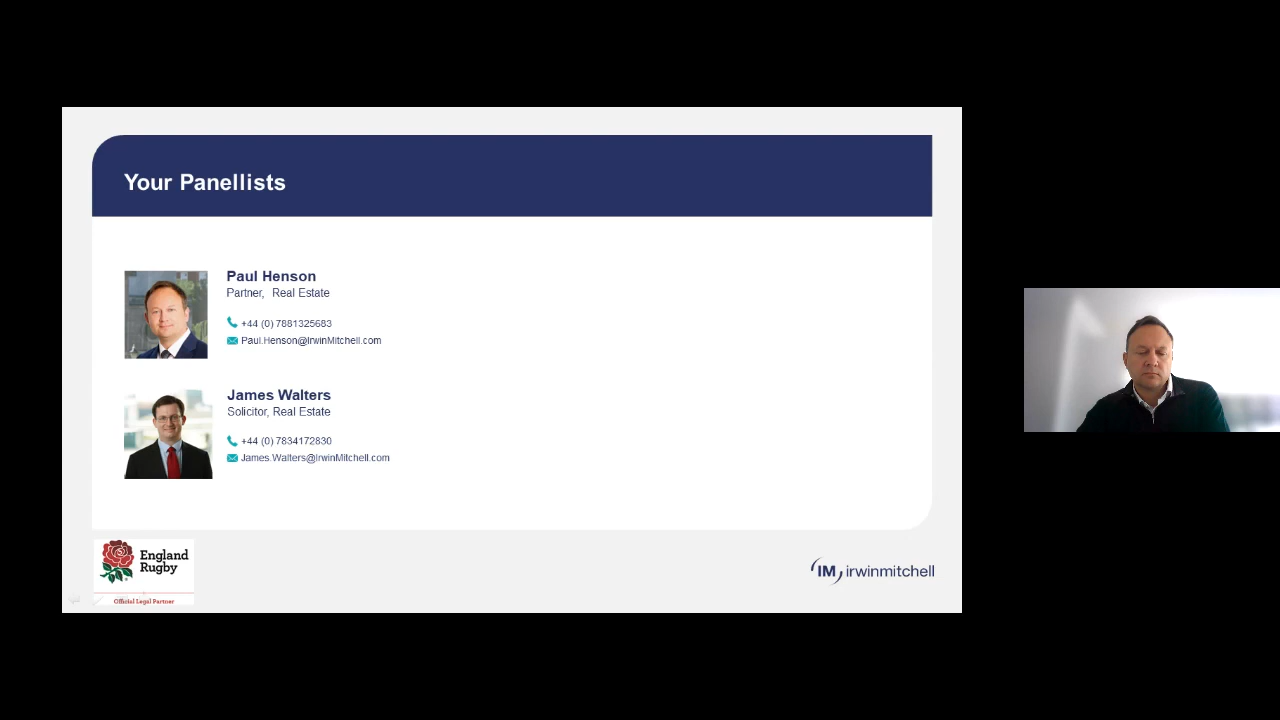 Your Panellists
Paul Henson
Partner, Real Estate
+44 (0) 7881325683
Paul.Henson@IrwinMitchell.com
James Walters
Solicitor, Real Estate
+44 (0) 7834172830
James.Walters@IrwinMitchell.com
England
Rugby
Official Legal Partner
IM irwinmitchell